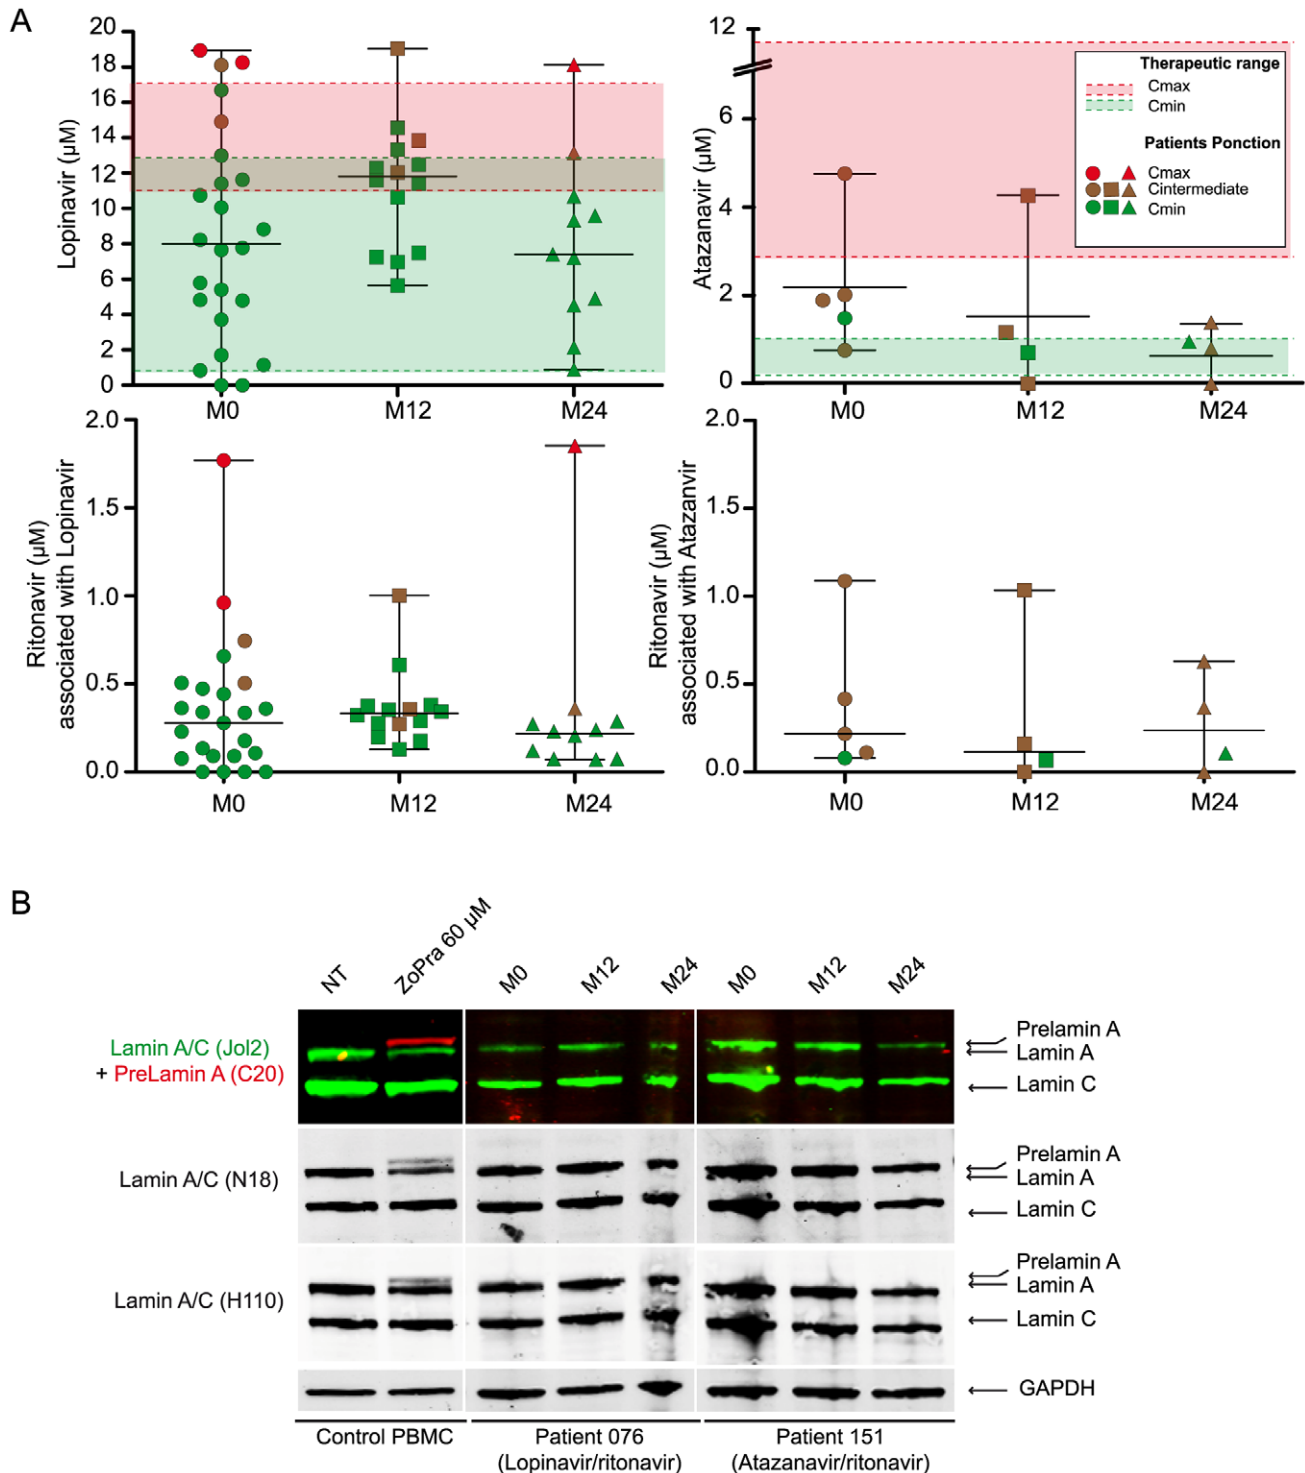 A
Lopinavir (µM)
20
18
16
14
12
10
8
6
4
2
0
M0
M12
M24
Atazanavir (µM)
12
6
4
2
0
M0
M12
M24
Therapeutic range
Cmax
Cmin
Patients Ponction
Cmax
Cintermediate
Cmin
Ritonavir (µM)
associated with Lopinavir
2.0
1.5
1.0
0.5
0.0
M0
M12
M24
Ritonavir (µM)
associated with Atazanvir
2.0
1.5
1.0
0.5
0.0
M0
M12
M24
B
NT
ZoPra 60 µM
M0
M12
M24
M0
M12
M24
Lamin A/C (Jol2)
+ PreLamin A (C20)
Prelamin A
Lamin A
Lamin C
Lamin A/C (N18)
Prelamin A
Lamin A
Lamin C
Lamin A/C (H110)
Prelamin A
Lamin A
Lamin C
GAPDH
Control PBMC
Patient 076
(Lopinavir/ritonavir)
Patient 151
(Atazanavir/ritonavir)